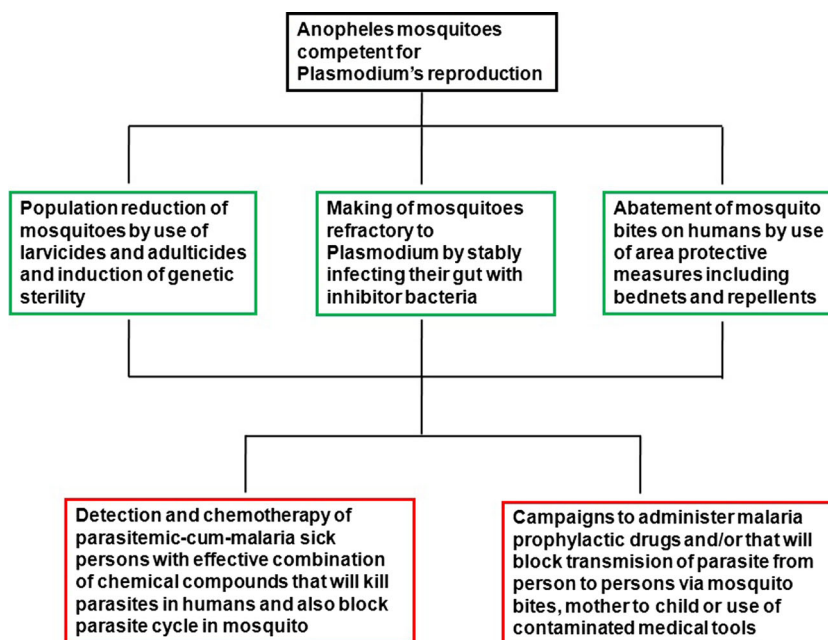 Anopheles mosquitoes
competent for
Plasmodium's reproduction
Population reduction of
mosquitoes by use of
larvicides and adulticides
and induction of genetic
sterility
Making of mosquitoes
refractory to
Plasmodium by stably
infecting their gut with
inhibitor bacteria
Abatement of mosquito
bites on humans by use
of area protective
measures including
bednets and repellents
Detection and chemotherapy of
parasitemic-cum-malaria sick
persons with effective combination
of chemical compounds that will kill
parasites in humans and also block
parasite cycle in mosquito
Campaigns to administer malaria
prophylactic drugs and/or that will
block transmision of parasite from
person to persons via mosquito
bites, mother to child or use of
contaminated medical tools